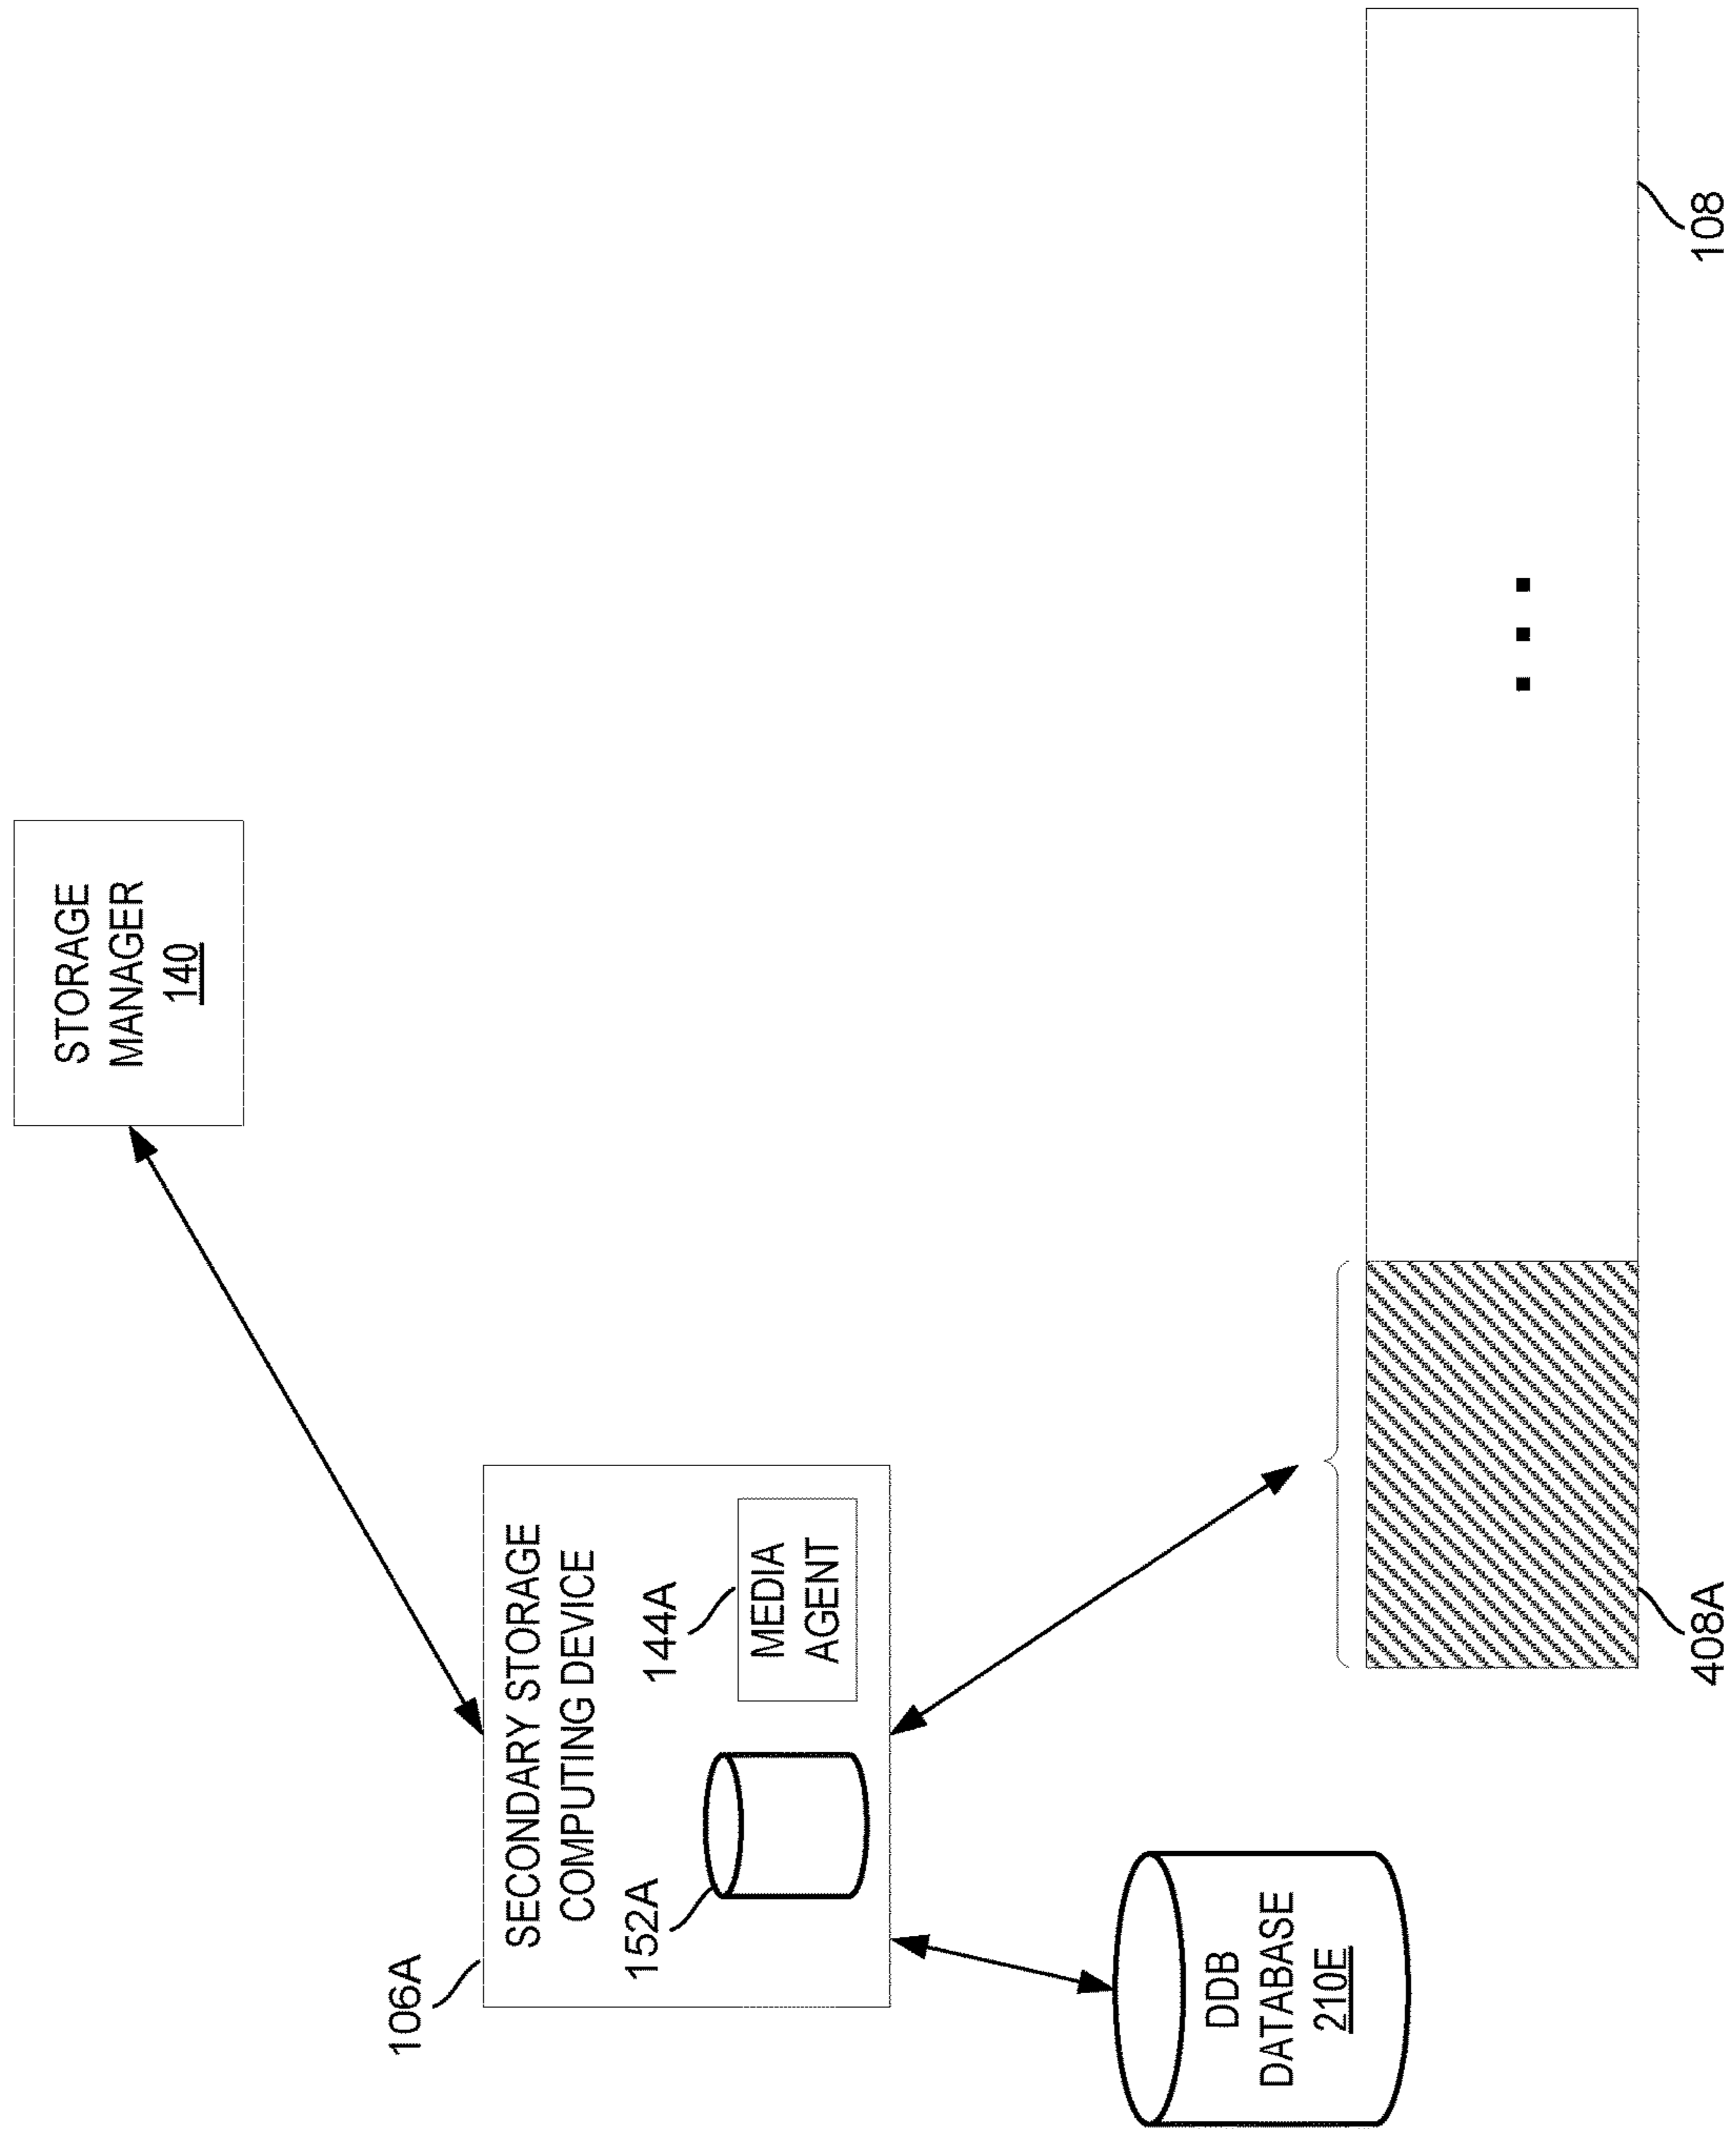 STORAGE
MANAGER
140
106A
SECONDARY STORAGE
COMPUTING DEVICE
152A
144A
MEDIA
AGENT
DDB
DATABASE
210E
408A
108